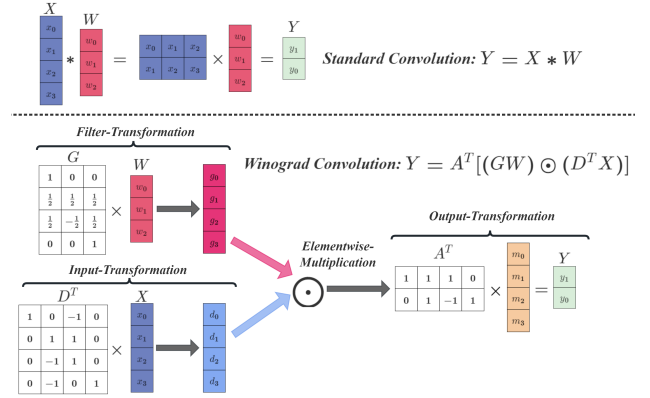 X W Y
x₀ w₀ x₀ x₁ x₂ w₀ y₁
x₁ * w₁ = x₁ x₂ x₃ × w₁ = y₀ Standard Convolution: Y = X * W
x₂ w₂ w₂
x₃
Filter-Transformation
G W Winograd Convolution: Y = Aᵀ[(GW) ⊙ (DᵀX)]
1 0 0 g₀
1/2 1/2 1/2 × w₀ g₁
1/2 -1/2 1/2 w₁ g₂
0 0 1 w₂ g₃
Input-Transformation
Dᵀ X
1 0 -1 0 x₀ d₀
0 1 1 0 × x₁ d₁
0 -1 1 0 x₂ d₂
0 -1 0 1 x₃ d₃
Elementwise-
Multiplication
⊙
Output-Transformation
Aᵀ Y
1 1 1 0 × m₀ = y₁
0 1 -1 1 m₁ y₀
m₂
m₃